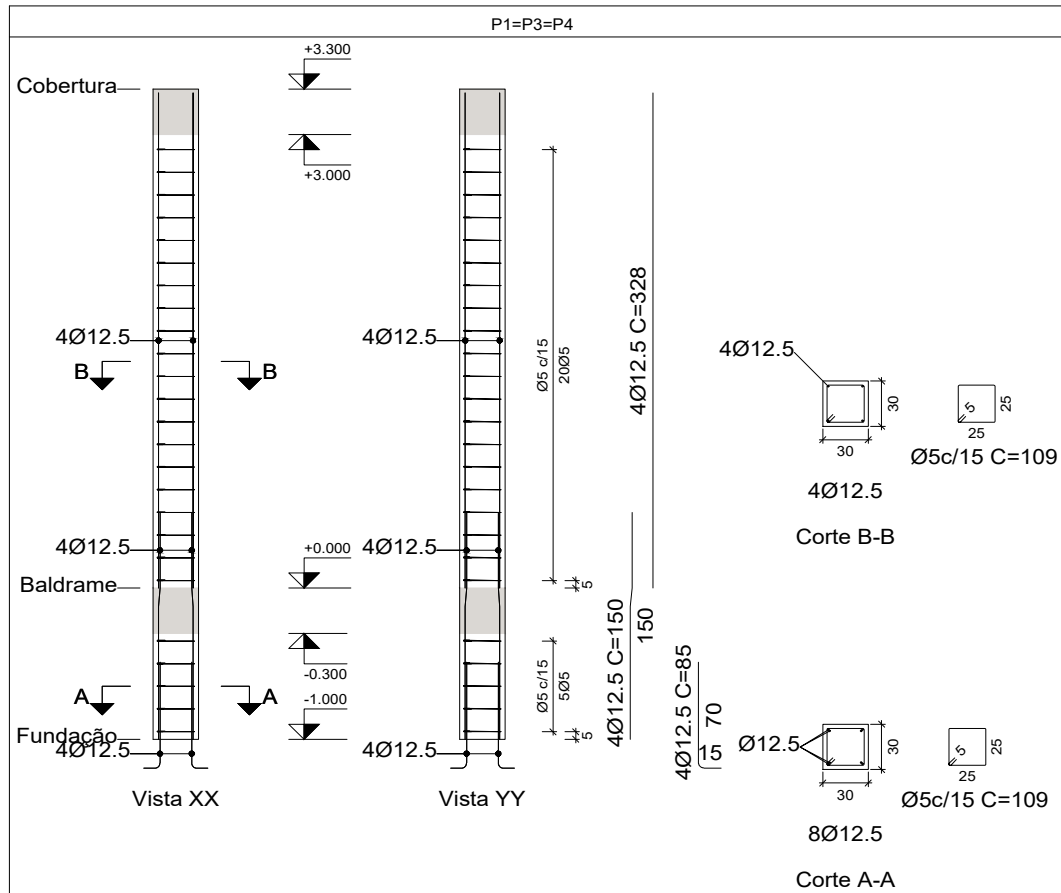 P1=P3=P4
+3.300
Cobertura
+3.000
4Ø12.5
4Ø12.5
B
B
Ø5 c/15
20Ø5
4Ø12.5 C=328
4Ø12.5
30
30
5
25
25
Ø5c/15 C=109
4Ø12.5
Corte B-B
4Ø12.5
4Ø12.5
+0.000
Baldrame
5
-0.300
-1.000
A
A
Fundação
4Ø12.5
4Ø12.5
Ø5 c/15
5Ø5
5
4Ø12.5 C=150
150
4Ø12.5 C=85
70
15
Vista XX
Vista YY
Ø12.5
30
30
5
25
25
Ø5c/15 C=109
8Ø12.5
Corte A-A